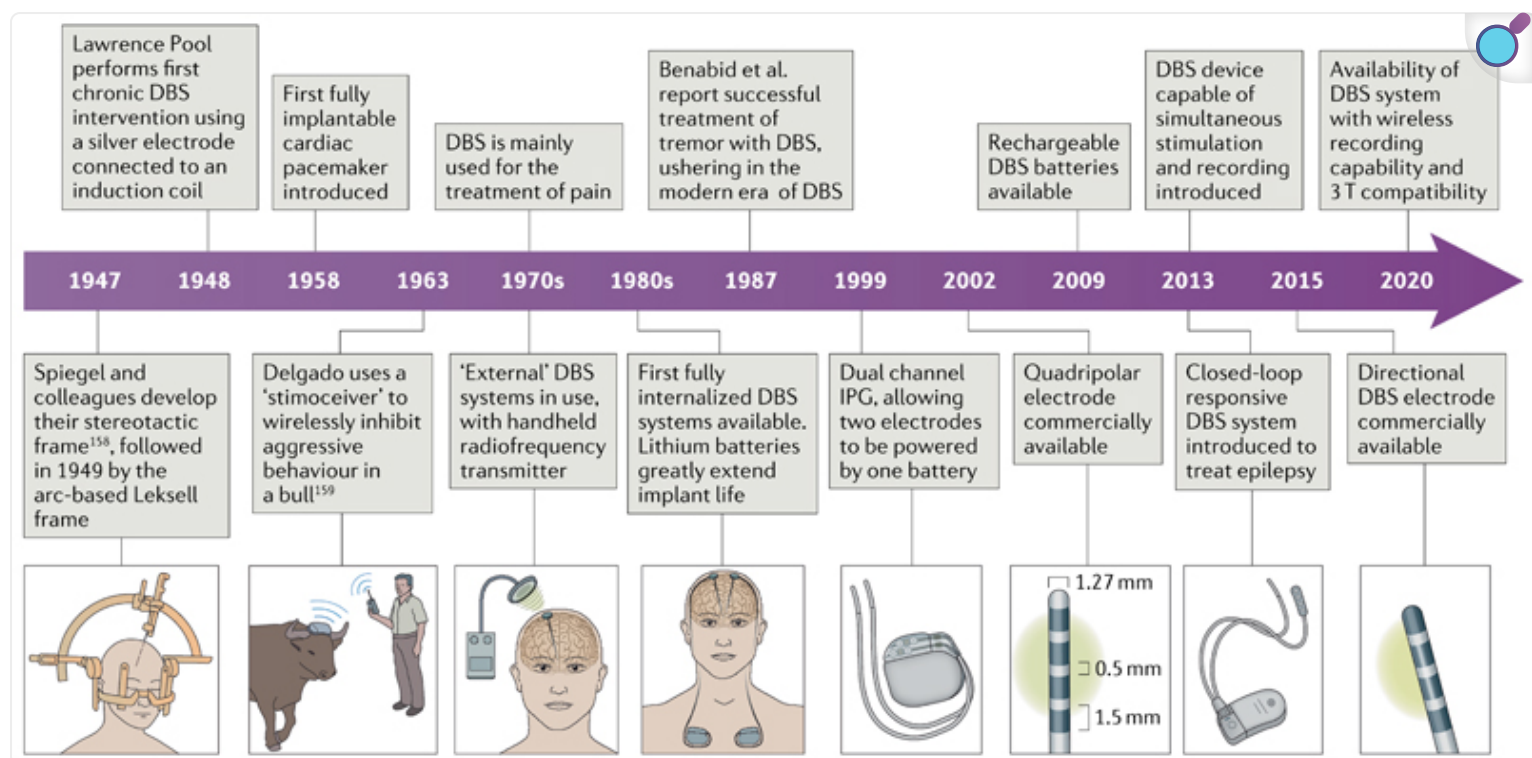 Lawrence Pool
performs first
chronic DBS
intervention using
a silver electrode
connected to an
induction coil
First fully
implantable
cardiac
pacemaker
introduced
DBS is mainly
used for the
treatment of pain
Benabid et al.
report successful
treatment of
tremor with DBS,
ushering in the
modern era of DBS
Rechargeable
DBS batteries
available
DBS device
capable of
simultaneous
stimulation
and recording
introduced
Availability of
DBS system
with wireless
recording
capability and
3 T compatibility
1947 1948 1958 1963 1970s 1980s 1987 1999 2002 2009 2013 2015 2020
Spiegel and
colleagues develop
their stereotactic
frame158, followed
in 1949 by the
arc-based Leksell
frame
Delgado uses a
‘stimoceiver’ to
wirelessly inhibit
aggressive
behaviour in
a bull159
‘External’ DBS
systems in use,
with handheld
radiofrequency
transmitter
First fully
internalized DBS
systems available.
Lithium batteries
greatly extend
implant life
Dual channel
IPG, allowing
two electrodes
to be powered
by one battery
Quadripolar
electrode
commercially
available
Closed-loop
responsive
DBS system
introduced to
treat epilepsy
Directional
DBS electrode
commercially
available
1.27 mm
0.5 mm
1.5 mm